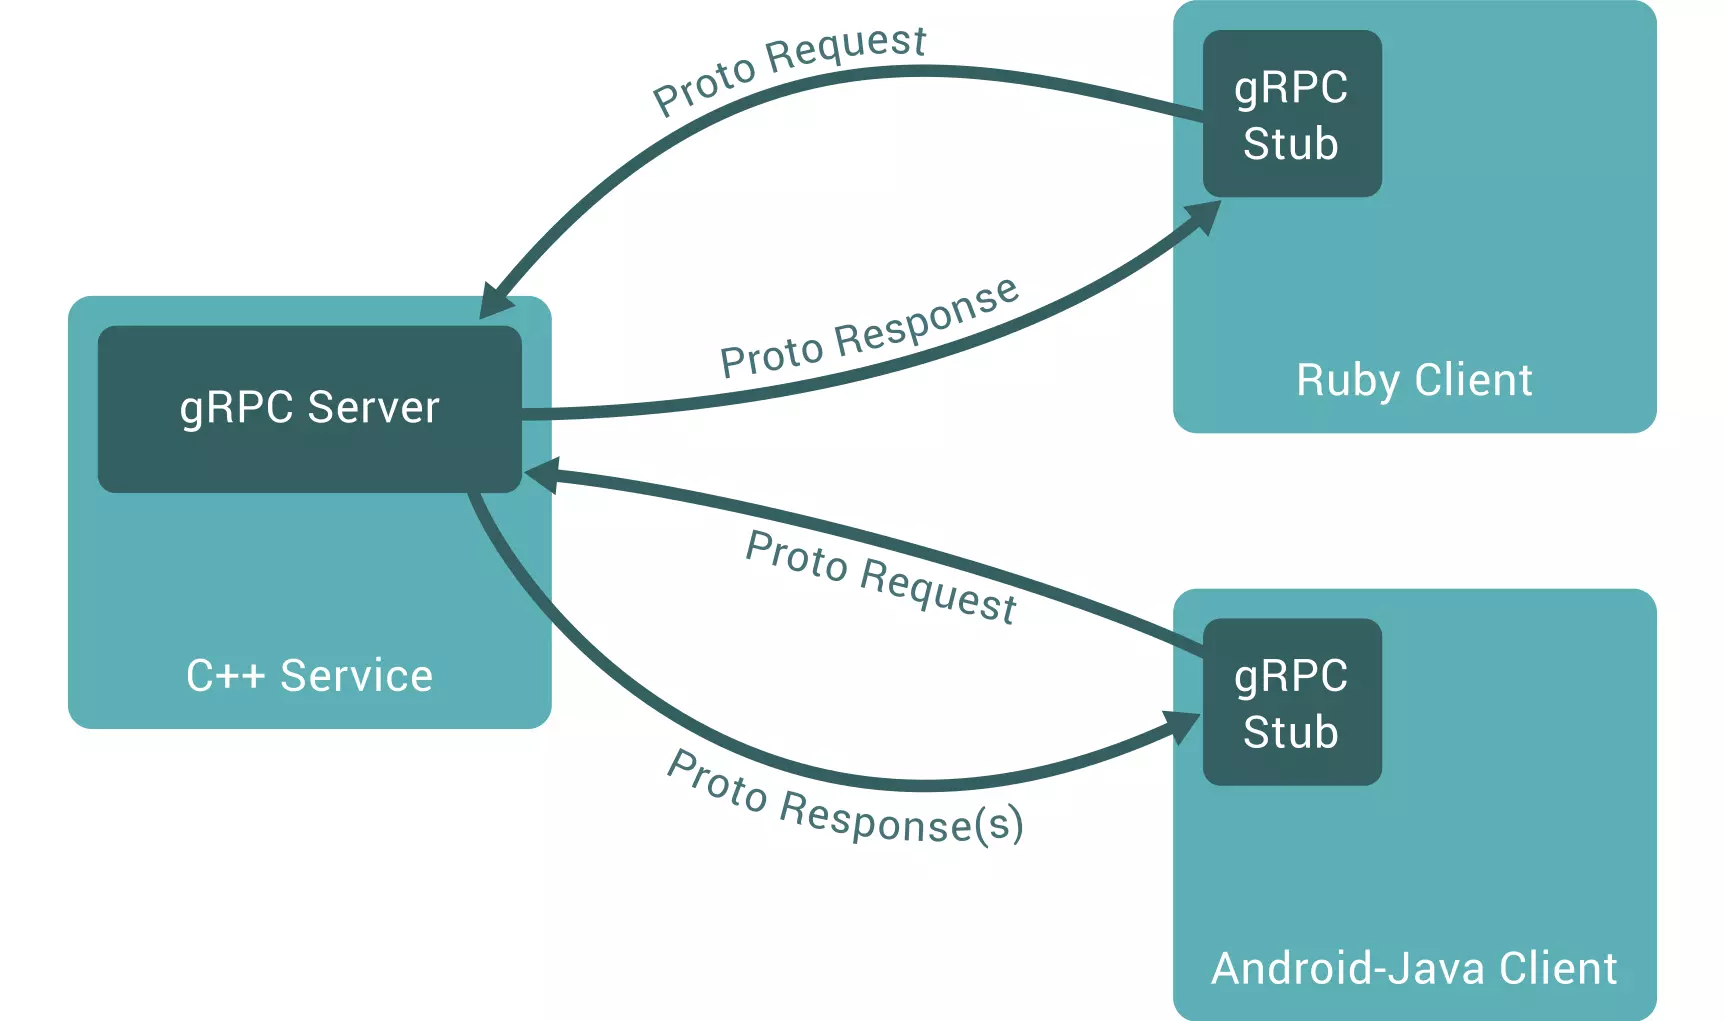 Proto Request
gRPC
Stub
Proto Response
Ruby Client
gRPC Server
Proto Request
C++ Service
gRPC
Stub
Proto Response(s)
Android-Java Client